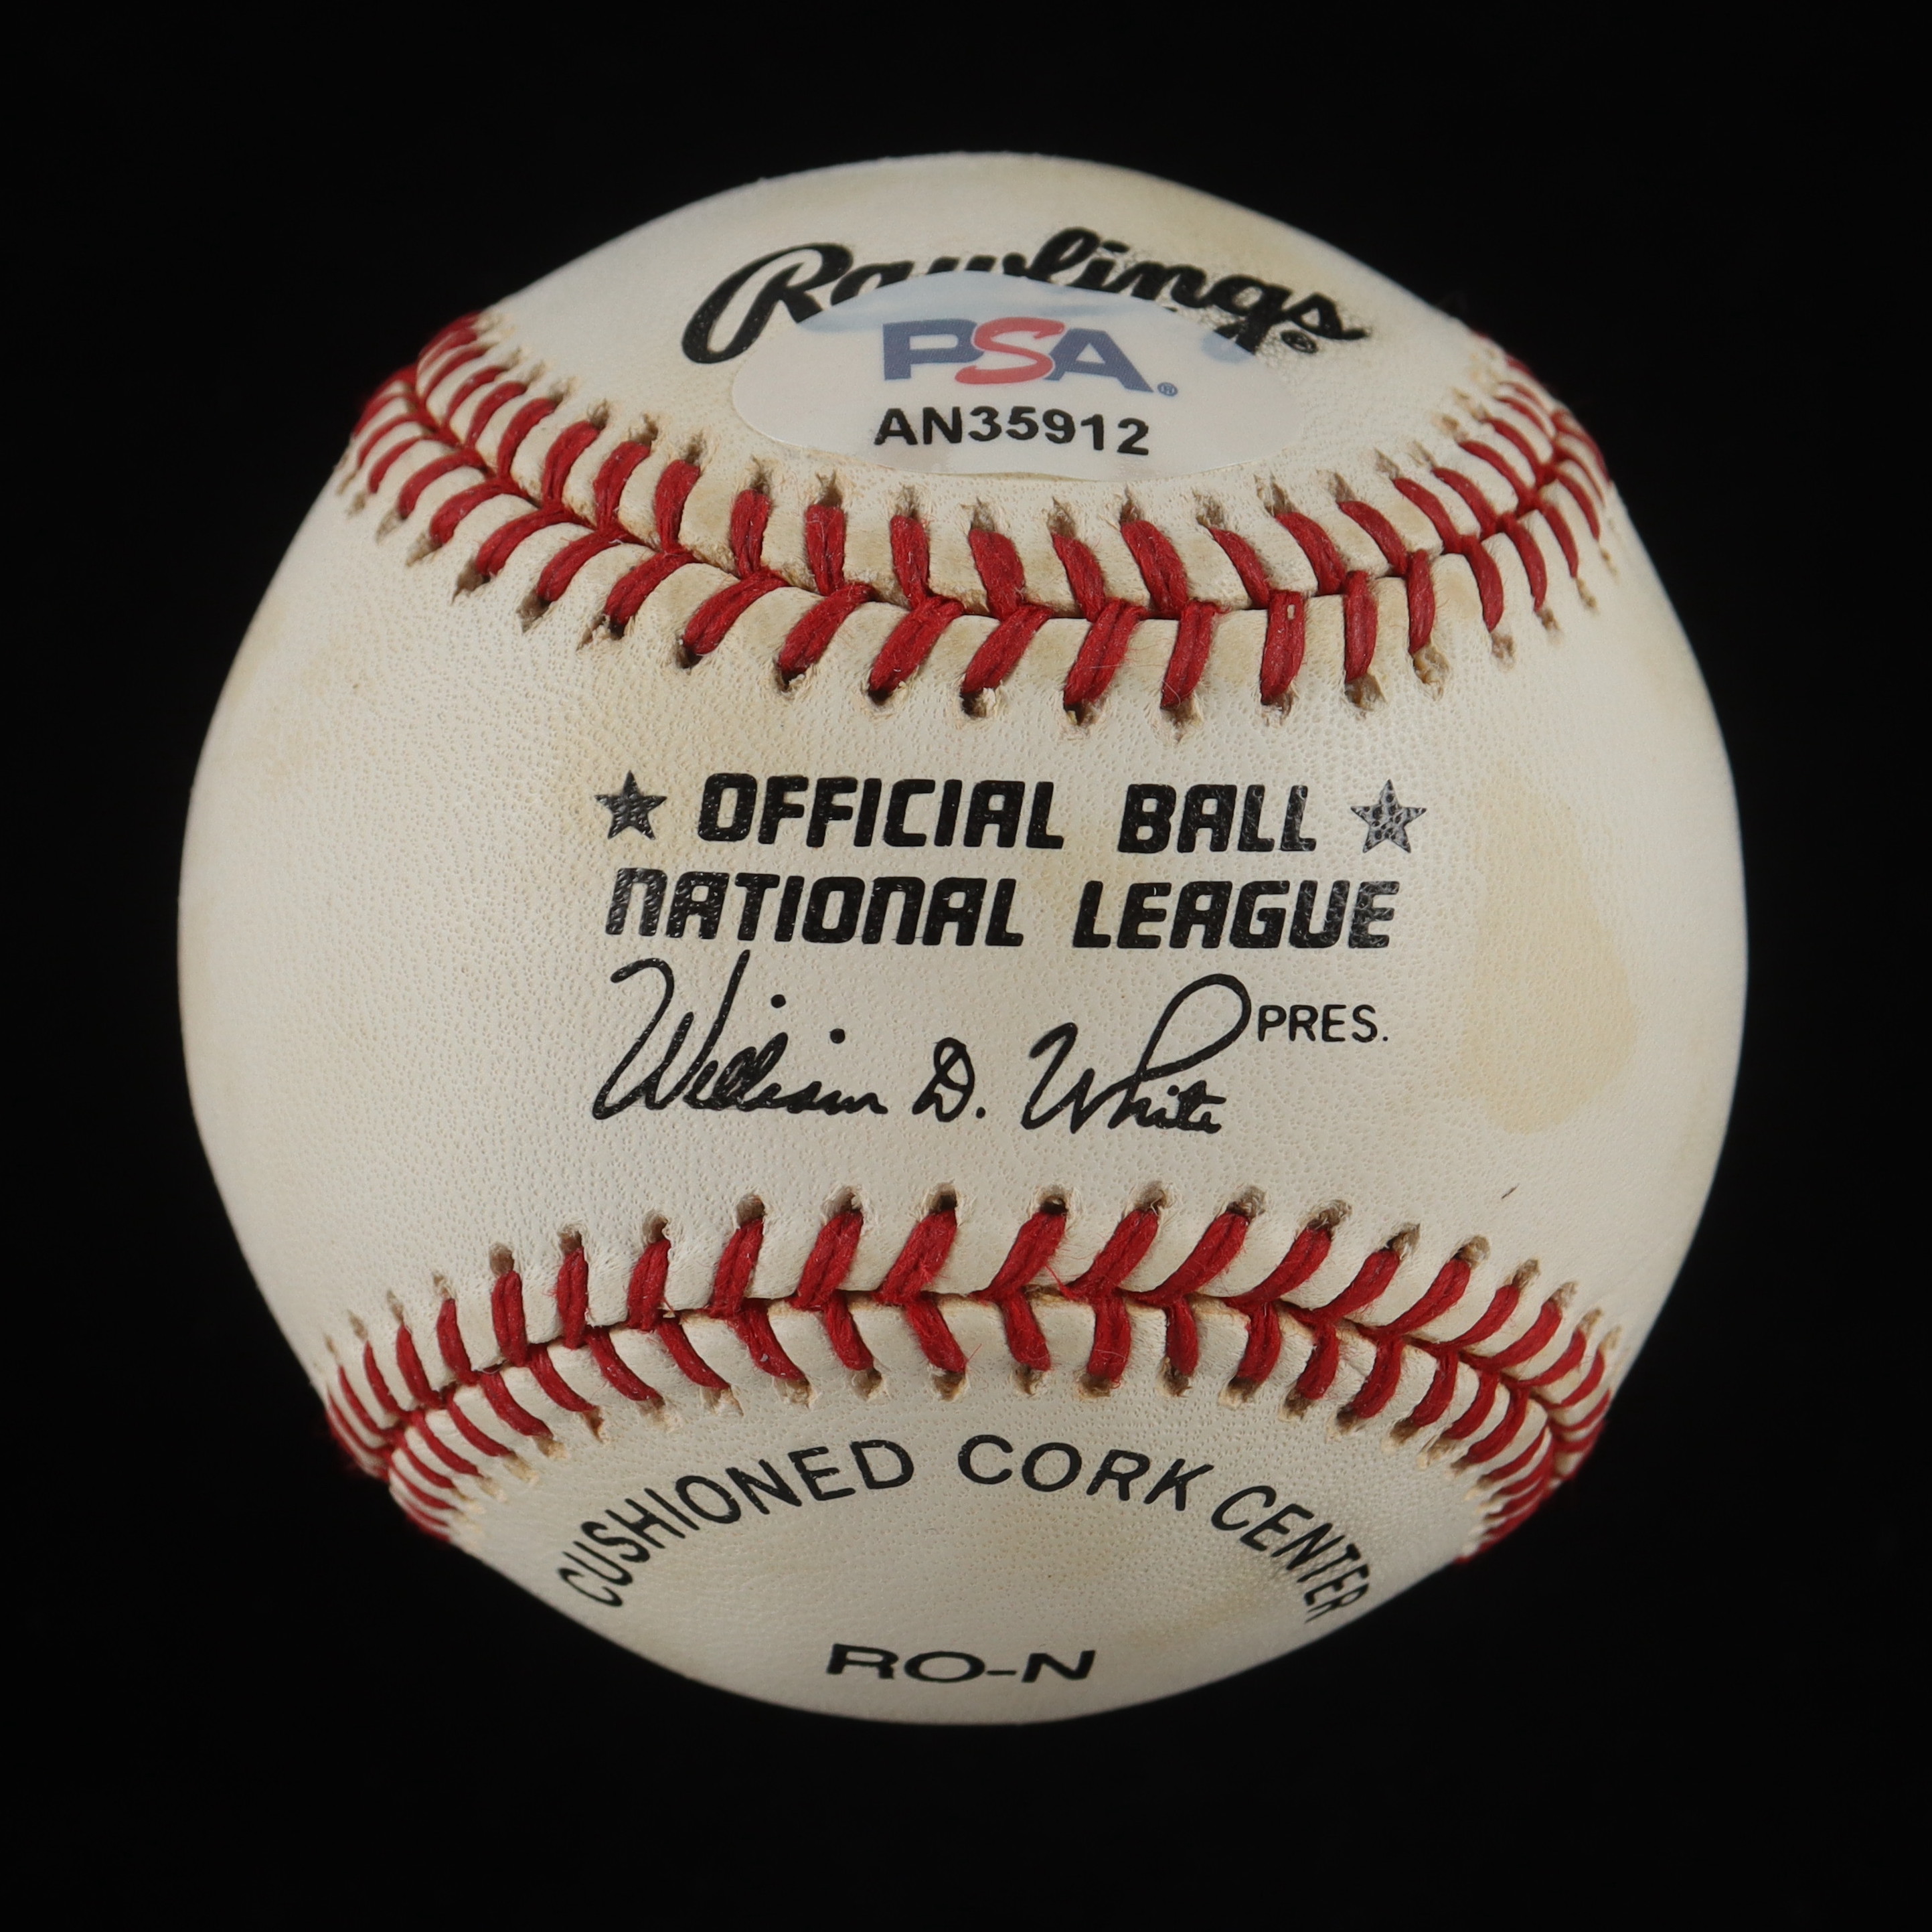 Rawlings®
PSA®
AN35912
★ OFFICIAL BALL ★
NATIONAL LEAGUE
William D. White PRES.
CUSHIONED CORK CENTER
RO-N